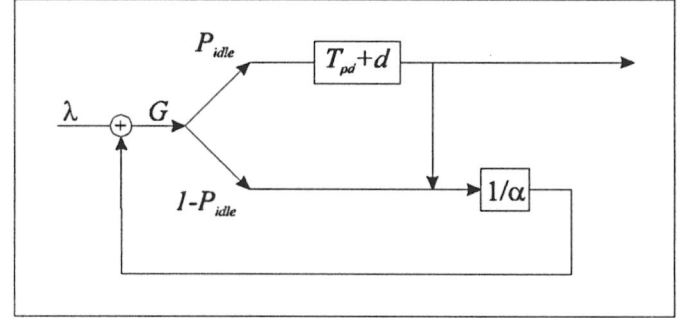 P_idle
T_pd+d
λ
+
G
1-P_idle
1/α